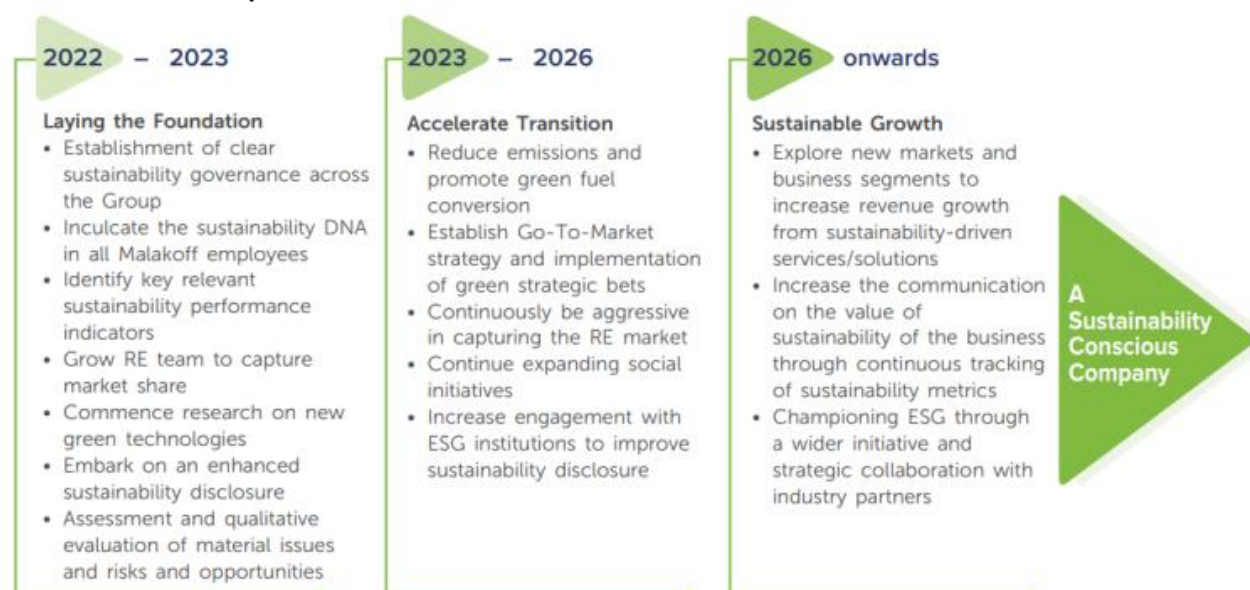 2022 – 2023
Laying the Foundation
• Establishment of clear
sustainability governance across
the Group
• Inculcate the sustainability DNA
in all Malakoff employees
• Identify key relevant
sustainability performance
indicators
• Grow RE team to capture
market share
• Commence research on new
green technologies
• Embark on an enhanced
sustainability disclosure
• Assessment and qualitative
evaluation of material issues
and risks and opportunities
2023 – 2026
Accelerate Transition
• Reduce emissions and
promote green fuel
conversion
• Establish Go-To-Market
strategy and implementation
of green strategic bets
• Continuously be aggressive
in capturing the RE market
• Continue expanding social
initiatives
• Increase engagement with
ESG institutions to improve
sustainability disclosure
2026 onwards
Sustainable Growth
• Explore new markets and
business segments to
increase revenue growth
from sustainability-driven
services/solutions
• Increase the communication
on the value of
sustainability of the business
through continuous tracking
of sustainability metrics
• Championing ESG through
a wider initiative and
strategic collaboration with
industry partners
A
Sustainability
Conscious
Company